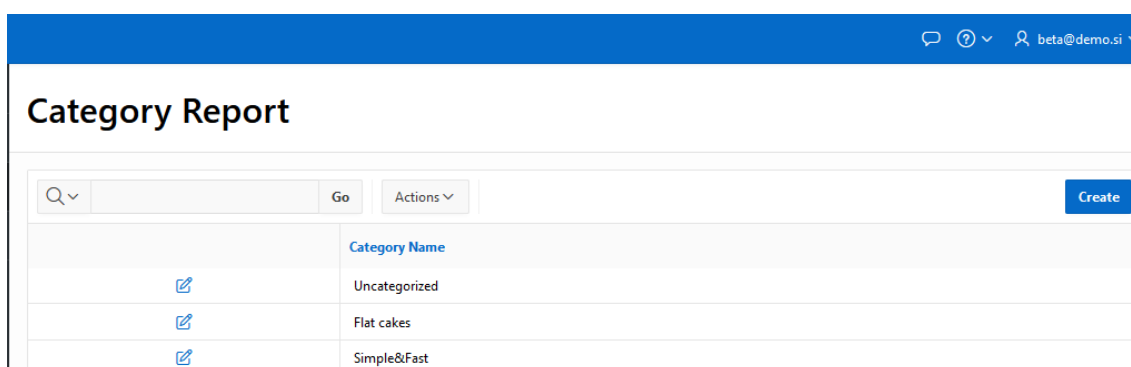 beta@demo.si
Category Report
Go Actions Create
Category Name
Uncategorized
Flat cakes
Simple&Fast